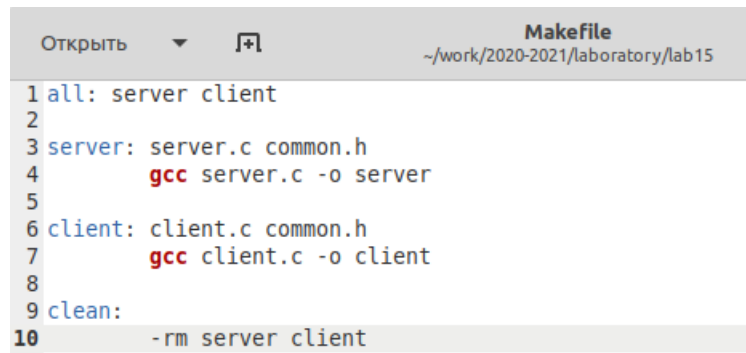 Открыть
Makefile
~/work/2020-2021/laboratory/lab15
1 all: server client
2
3 server: server.c common.h
4 gcc server.c -o server
5
6 client: client.c common.h
7 gcc client.c -o client
8
9 clean:
10 -rm server client